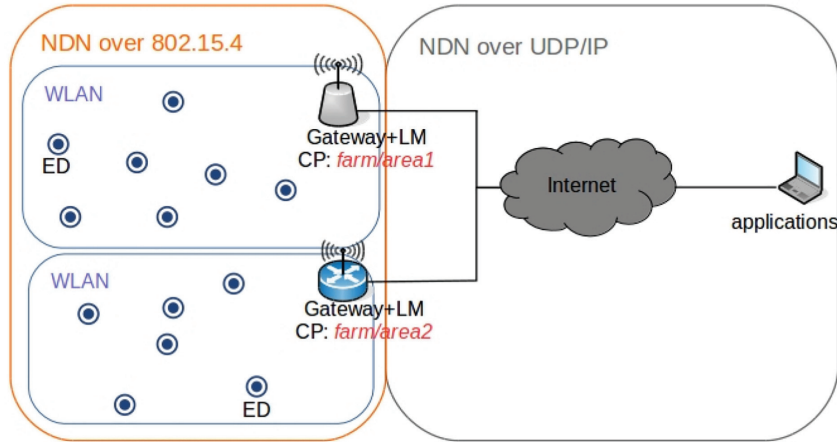 NDN over 802.15.4
NDN over UDP/IP
WLAN
ED
Gateway+LM
CP: farm/area1
Internet
applications
WLAN
Gateway+LM
CP: farm/area2
ED